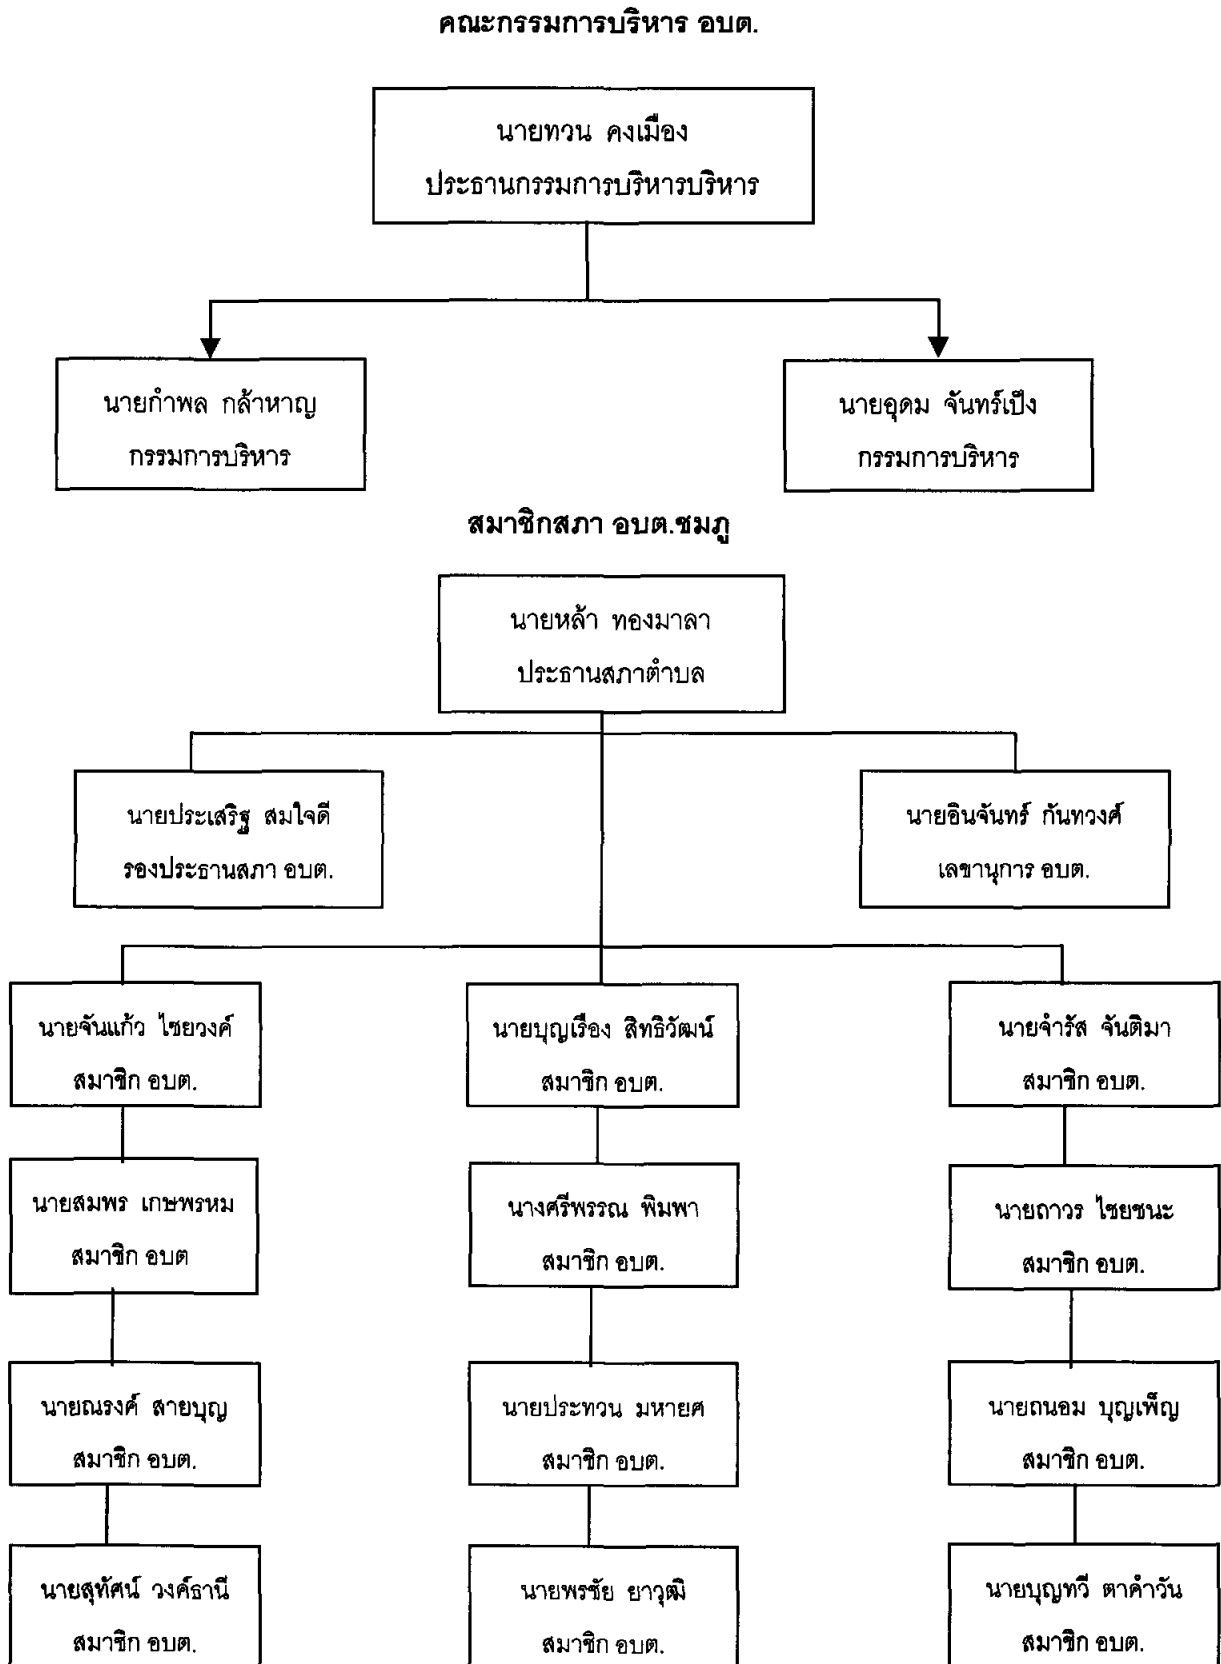 คณะกรรมการบริหาร อบต.
นายทวน คงเมือง
ประธานกรรมการบริหารบริหาร
นายกำพล กล้าหาญ
กรรมการบริหาร
นายอุดม จันทร์เป็ง
กรรมการบริหาร
สมาชิกสภา อบต.ชมภู
นายหล้า ทองมาลา
ประธานสภาตำบล
นายประเสริฐ สมใจดี
รองประธานสภา อบต.
นายอินจันทร์ กันทวงศ์
เลขานุการ อบต.
นายจันแก้ว ไชยวงค์
สมาชิก อบต.
นายบุญเรือง สิทธิวัฒน์
สมาชิก อบต.
นายจำรัส จันติมา
สมาชิก อบต.
นายสมพร เกษพรหม
สมาชิก อบต
นางศรีพรรณ พิมพา
สมาชิก อบต.
นายถาวร ไชยชนะ
สมาชิก อบต.
นายณรงค์ สายบุญ
สมาชิก อบต.
นายประทวน มหายศ
สมาชิก อบต.
นายถนอม บุญเพ็ญ
สมาชิก อบต.
นายสุทัศน์ วงค์ธานี
สมาชิก อบต.
นายพรชัย ยาวุฒิ
สมาชิก อบต.
นายบุญทวี ตาคำวัน
สมาชิก อบต.